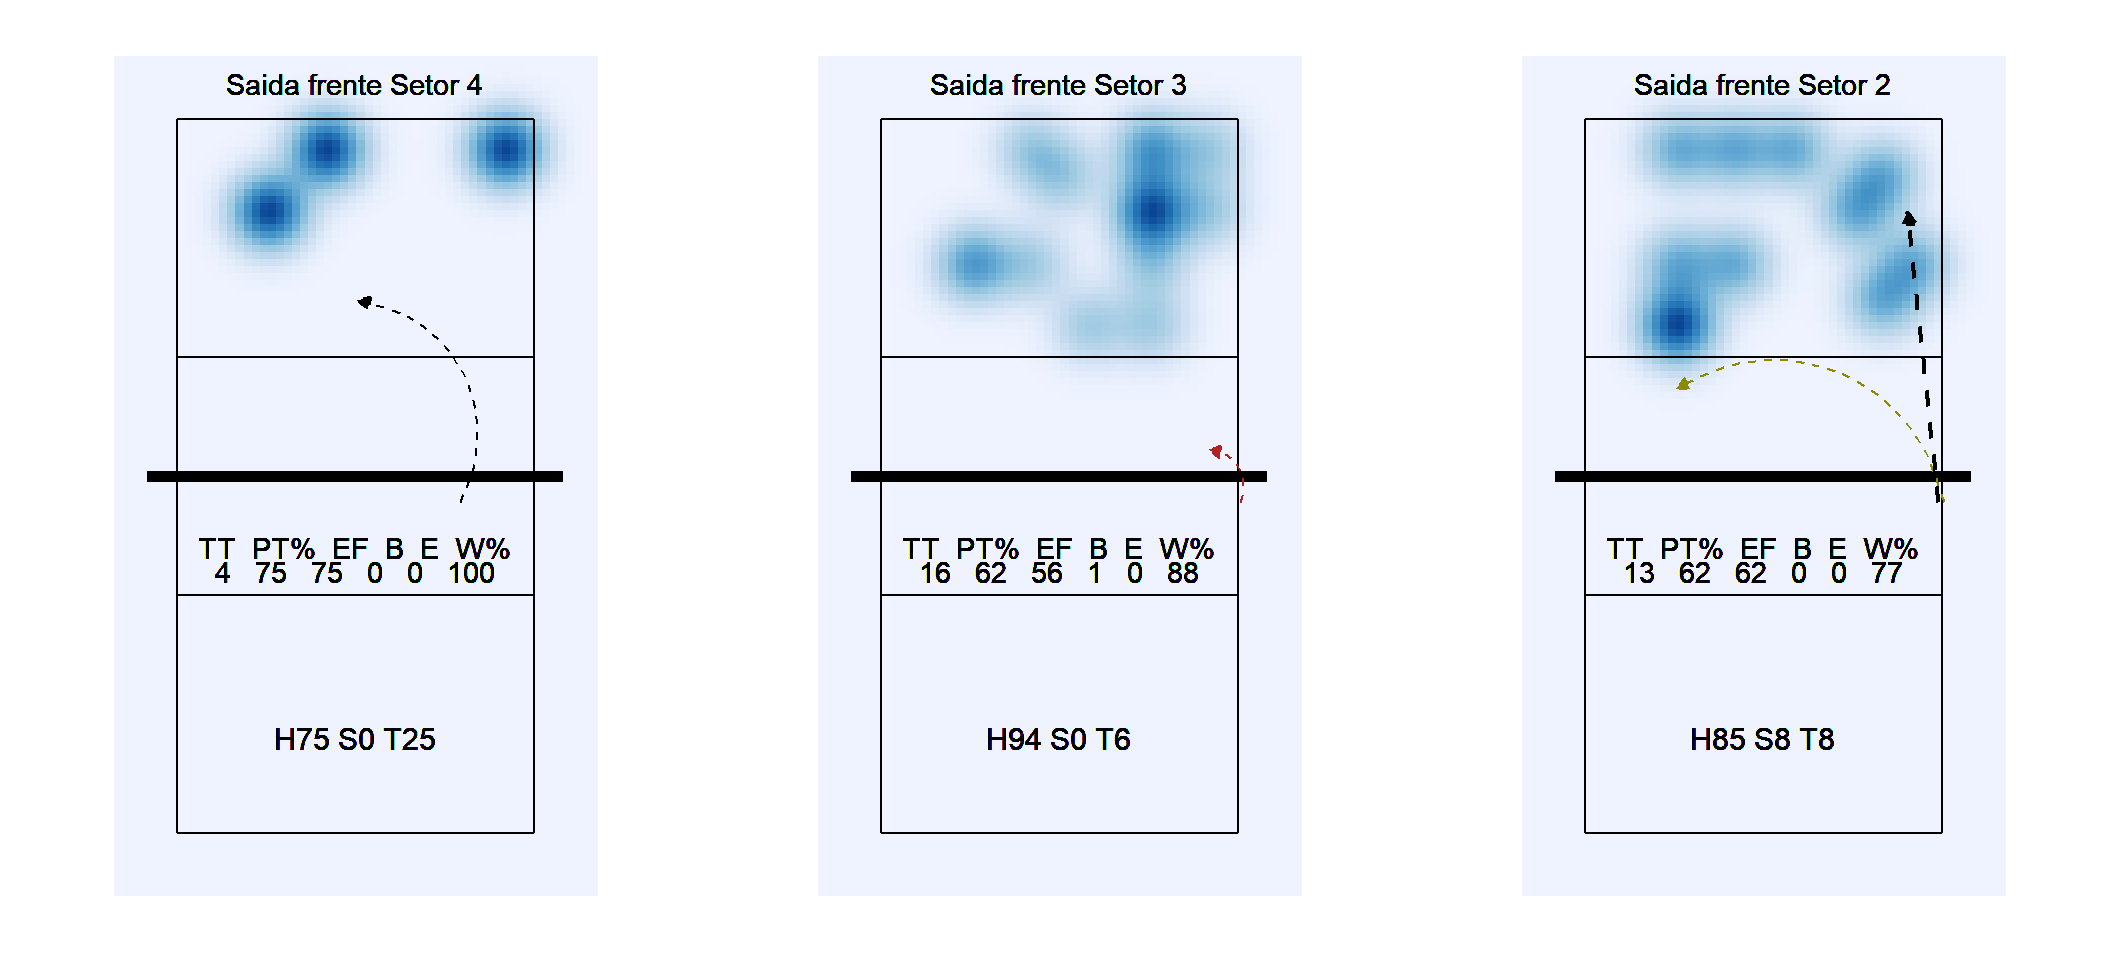 Saida frente Setor 4
TT PT% EF B E W%
4 75 75 0 0 100
H75 S0 T25
Saida frente Setor 3
TT PT% EF B E W%
16 62 56 1 0 88
H94 S0 T6
Saida frente Setor 2
TT PT% EF B E W%
13 62 62 0 0 77
H85 S8 T8